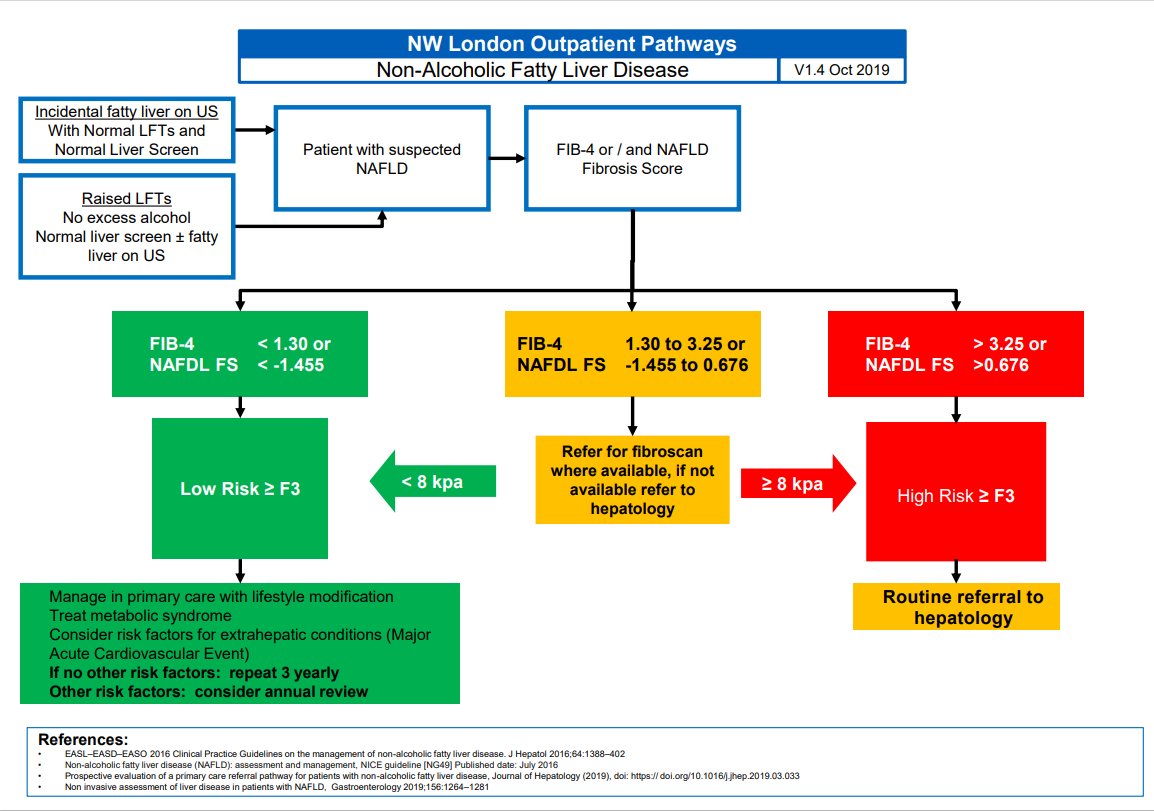 NW London Outpatient Pathways
Non-Alcoholic Fatty Liver Disease
V1.4 Oct 2019
Incidental fatty liver on US
With Normal LFTs and
Normal Liver Screen
Raised LFTs
No excess alcohol
Normal liver screen ± fatty
liver on US
Patient with suspected
NAFLD
FIB-4 or / and NAFLD
Fibrosis Score
FIB-4 < 1.30 or
NAFDL FS < -1.455
FIB-4 1.30 to 3.25 or
NAFDL FS -1.455 to 0.676
FIB-4 > 3.25 or
NAFDL FS >0.676
Low Risk ≥ F3
< 8 kpa
Refer for fibroscan
where available, if not
available refer to
hepatology
≥ 8 kpa
High Risk ≥ F3
Manage in primary care with lifestyle modification
Treat metabolic syndrome
Consider risk factors for extrahepatic conditions (Major
Acute Cardiovascular Event)
If no other risk factors: repeat 3 yearly
Other risk factors: consider annual review
Routine referral to
hepatology
References:
• EASL–EASD–EASO 2016 Clinical Practice Guidelines on the management of non-alcoholic fatty liver disease. J Hepatol 2016;64:1388–402
• Non-alcoholic fatty liver disease (NAFLD): assessment and management, NICE guideline [NG49] Published date: July 2016
• Prospective evaluation of a primary care referral pathway for patients with non-alcoholic fatty liver disease, Journal of Hepatology (2019), doi: https:// doi.org/10.1016/j.jhep.2019.03.033
• Non invasive assessment of liver disease in patients with NAFLD, Gastroenterology 2019;156:1264–1281